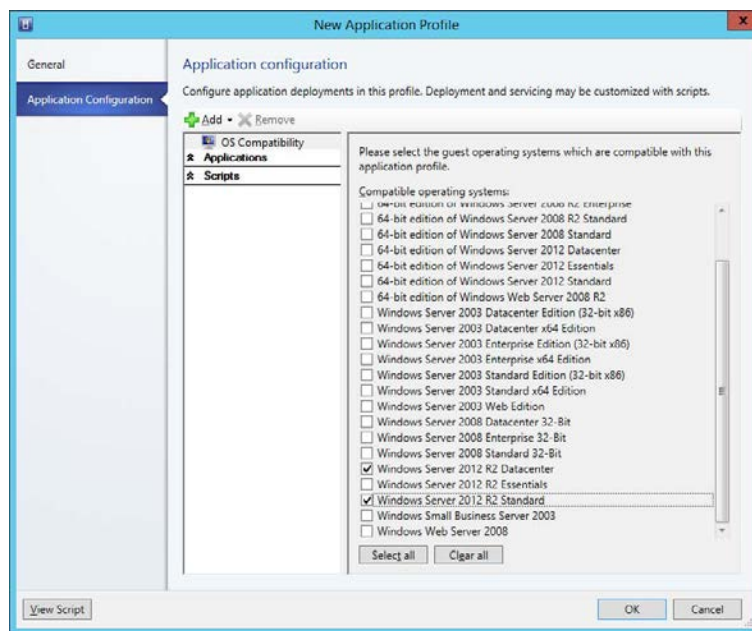 New Application Profile
General
Application Configuration
Application configuration
Configure application deployments in this profile. Deployment and servicing may be customized with scripts.
Add Remove
OS Compatibility
Applications
Scripts
Please select the guest operating systems which are compatible with this
application profile.
Compatible operating systems:
64-bit edition of Windows Server 2008 R2 Enterprise
64-bit edition of Windows Server 2008 R2 Standard
64-bit edition of Windows Server 2008 Standard
64-bit edition of Windows Server 2012 Datacenter
64-bit edition of Windows Server 2012 Essentials
64-bit edition of Windows Server 2012 Standard
64-bit edition of Windows Web Server 2008 R2
Windows Server 2003 Datacenter Edition (32-bit x86)
Windows Server 2003 Datacenter x64 Edition
Windows Server 2003 Enterprise Edition (32-bit x86)
Windows Server 2003 Enterprise x64 Edition
Windows Server 2003 Standard Edition (32-bit x86)
Windows Server 2003 Standard x64 Edition
Windows Server 2003 Web Edition
Windows Server 2008 Datacenter 32-Bit
Windows Server 2008 Enterprise 32-Bit
Windows Server 2008 Standard 32-Bit
Windows Server 2012 R2 Datacenter
Windows Server 2012 R2 Essentials
Windows Server 2012 R2 Standard
Windows Small Business Server 2003
Windows Web Server 2008
Select all Clear all
View Script OK Cancel